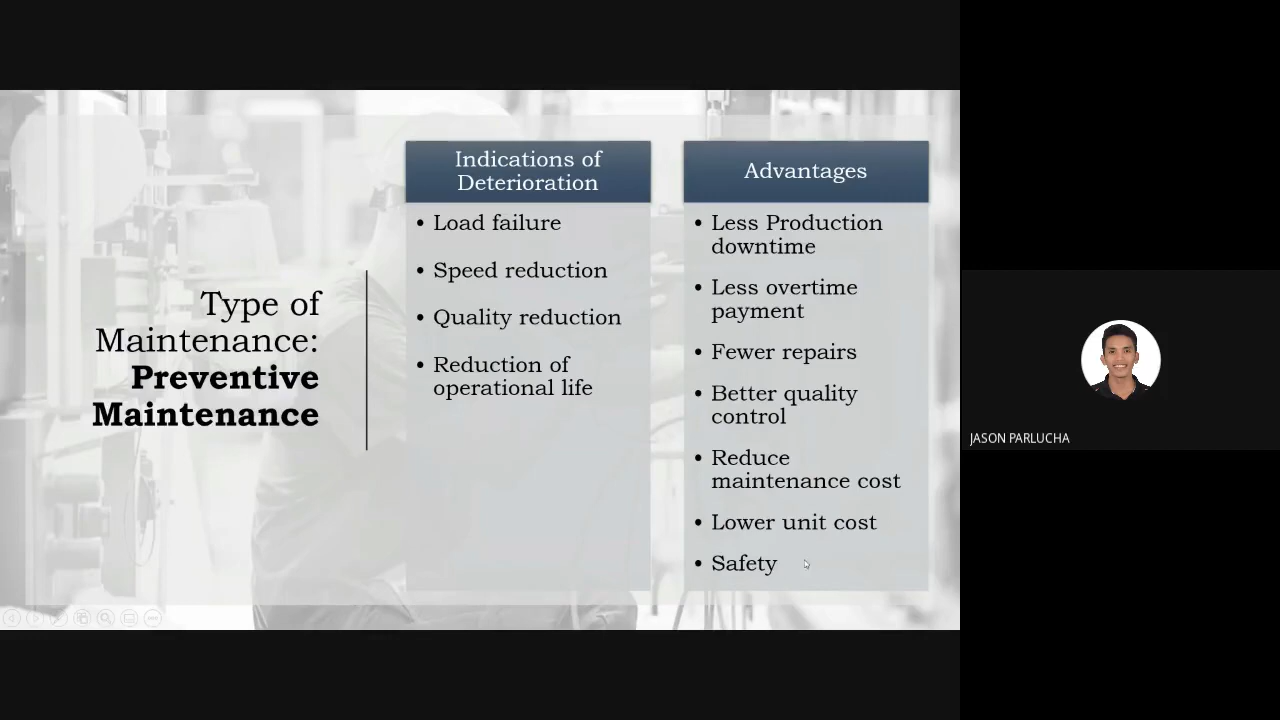 Type of
Maintenance:
Preventive
Maintenance
Indications of
Deterioration
• Load failure
• Speed reduction
• Quality reduction
• Reduction of
operational life
Advantages
• Less Production
downtime
• Less overtime
payment
• Fewer repairs
• Better quality
control
• Reduce
maintenance cost
• Lower unit cost
• Safety
JASON PARLUCHA